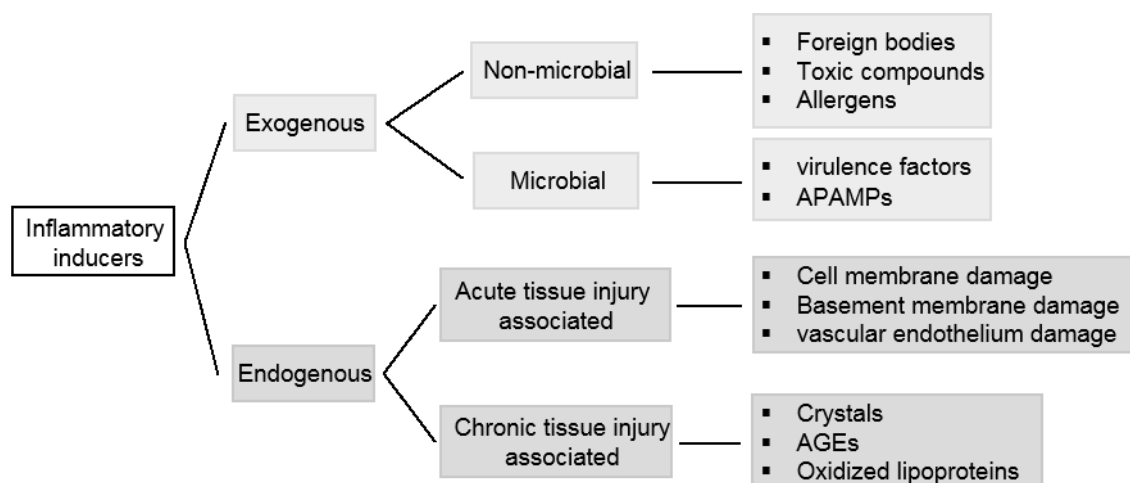 Inflammatory
inducers
Exogenous
Non-microbial
▪ Foreign bodies
▪ Toxic compounds
▪ Allergens
Microbial
▪ virulence factors
▪ APAMPs
Endogenous
Acute tissue injury
associated
▪ Cell membrane damage
▪ Basement membrane damage
▪ vascular endothelium damage
Chronic tissue injury
associated
▪ Crystals
▪ AGEs
▪ Oxidized lipoproteins